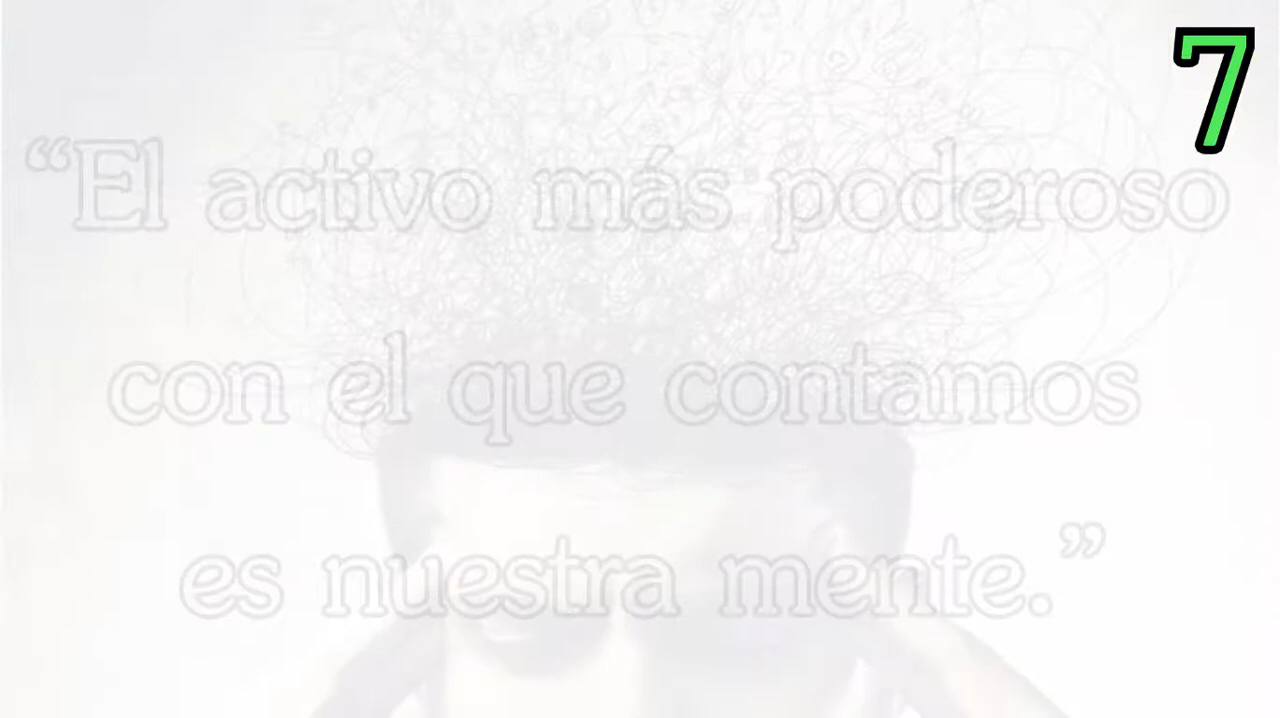 7
“El activo más poderoso
con el que contamos
es nuestra mente.”